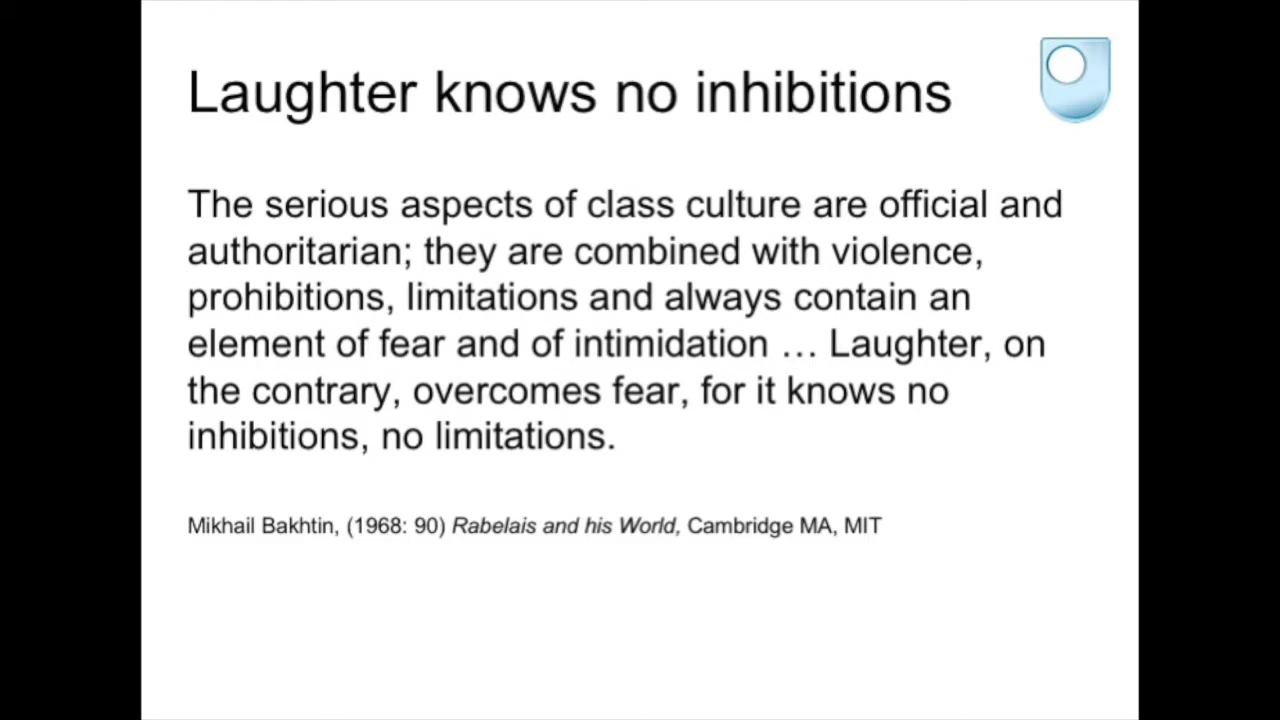 Laughter knows no inhibitions
The serious aspects of class culture are official and
authoritarian; they are combined with violence,
prohibitions, limitations and always contain an
element of fear and of intimidation … Laughter, on
the contrary, overcomes fear, for it knows no
inhibitions, no limitations.
Mikhail Bakhtin, (1968: 90) Rabelais and his World, Cambridge MA, MIT